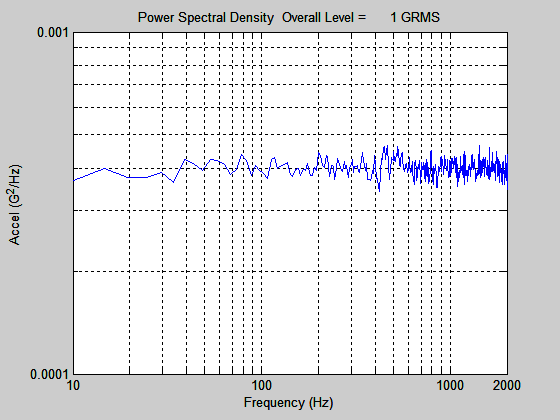 Power Spectral Density  Overall Level =      1 GRMS
0.001
Accel (G²/Hz)
0.0001
10 100 1000 2000
Frequency (Hz)